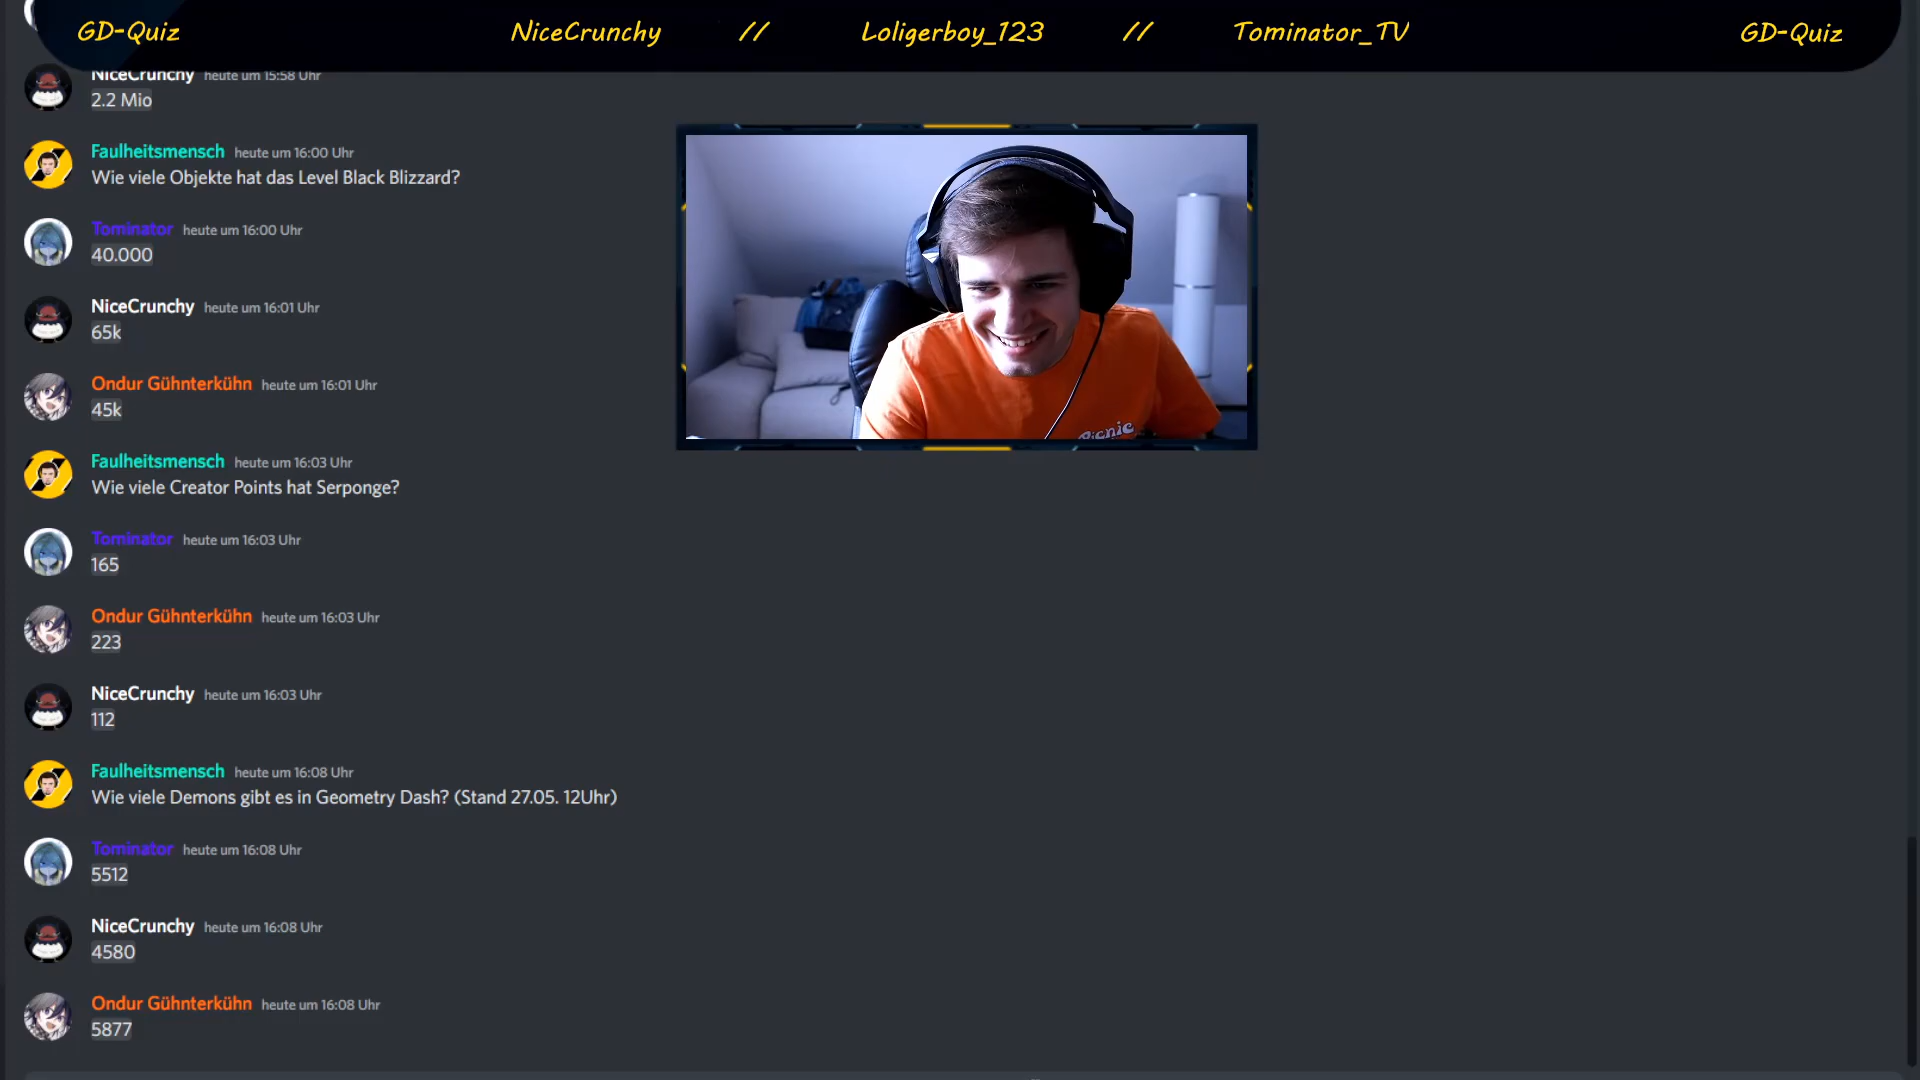 GD-Quiz NiceCrunchy // Loligerboy_123 // Tominator_TV GD-Quiz
NiceCrunchy heute um 15:58 Uhr
2.2 Mio
Faulheitsmensch heute um 16:00 Uhr
Wie viele Objekte hat das Level Black Blizzard?
Tominator heute um 16:00 Uhr
40.000
NiceCrunchy heute um 16:01 Uhr
65k
Ondur Gühnterkühn heute um 16:01 Uhr
45k
Faulheitsmensch heute um 16:03 Uhr
Wie viele Creator Points hat Serponge?
Tominator heute um 16:03 Uhr
165
Ondur Gühnterkühn heute um 16:03 Uhr
223
NiceCrunchy heute um 16:03 Uhr
112
Faulheitsmensch heute um 16:08 Uhr
Wie viele Demons gibt es in Geometry Dash? (Stand 27.05. 12Uhr)
Tominator heute um 16:08 Uhr
5512
NiceCrunchy heute um 16:08 Uhr
4580
Ondur Gühnterkühn heute um 16:08 Uhr
5877
Picnic